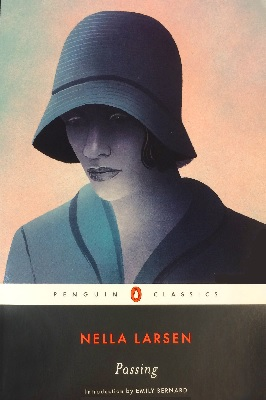 PENGUIN CLASSICS
NELLA LARSEN
Passing
Introduction by EMILY BERNARD